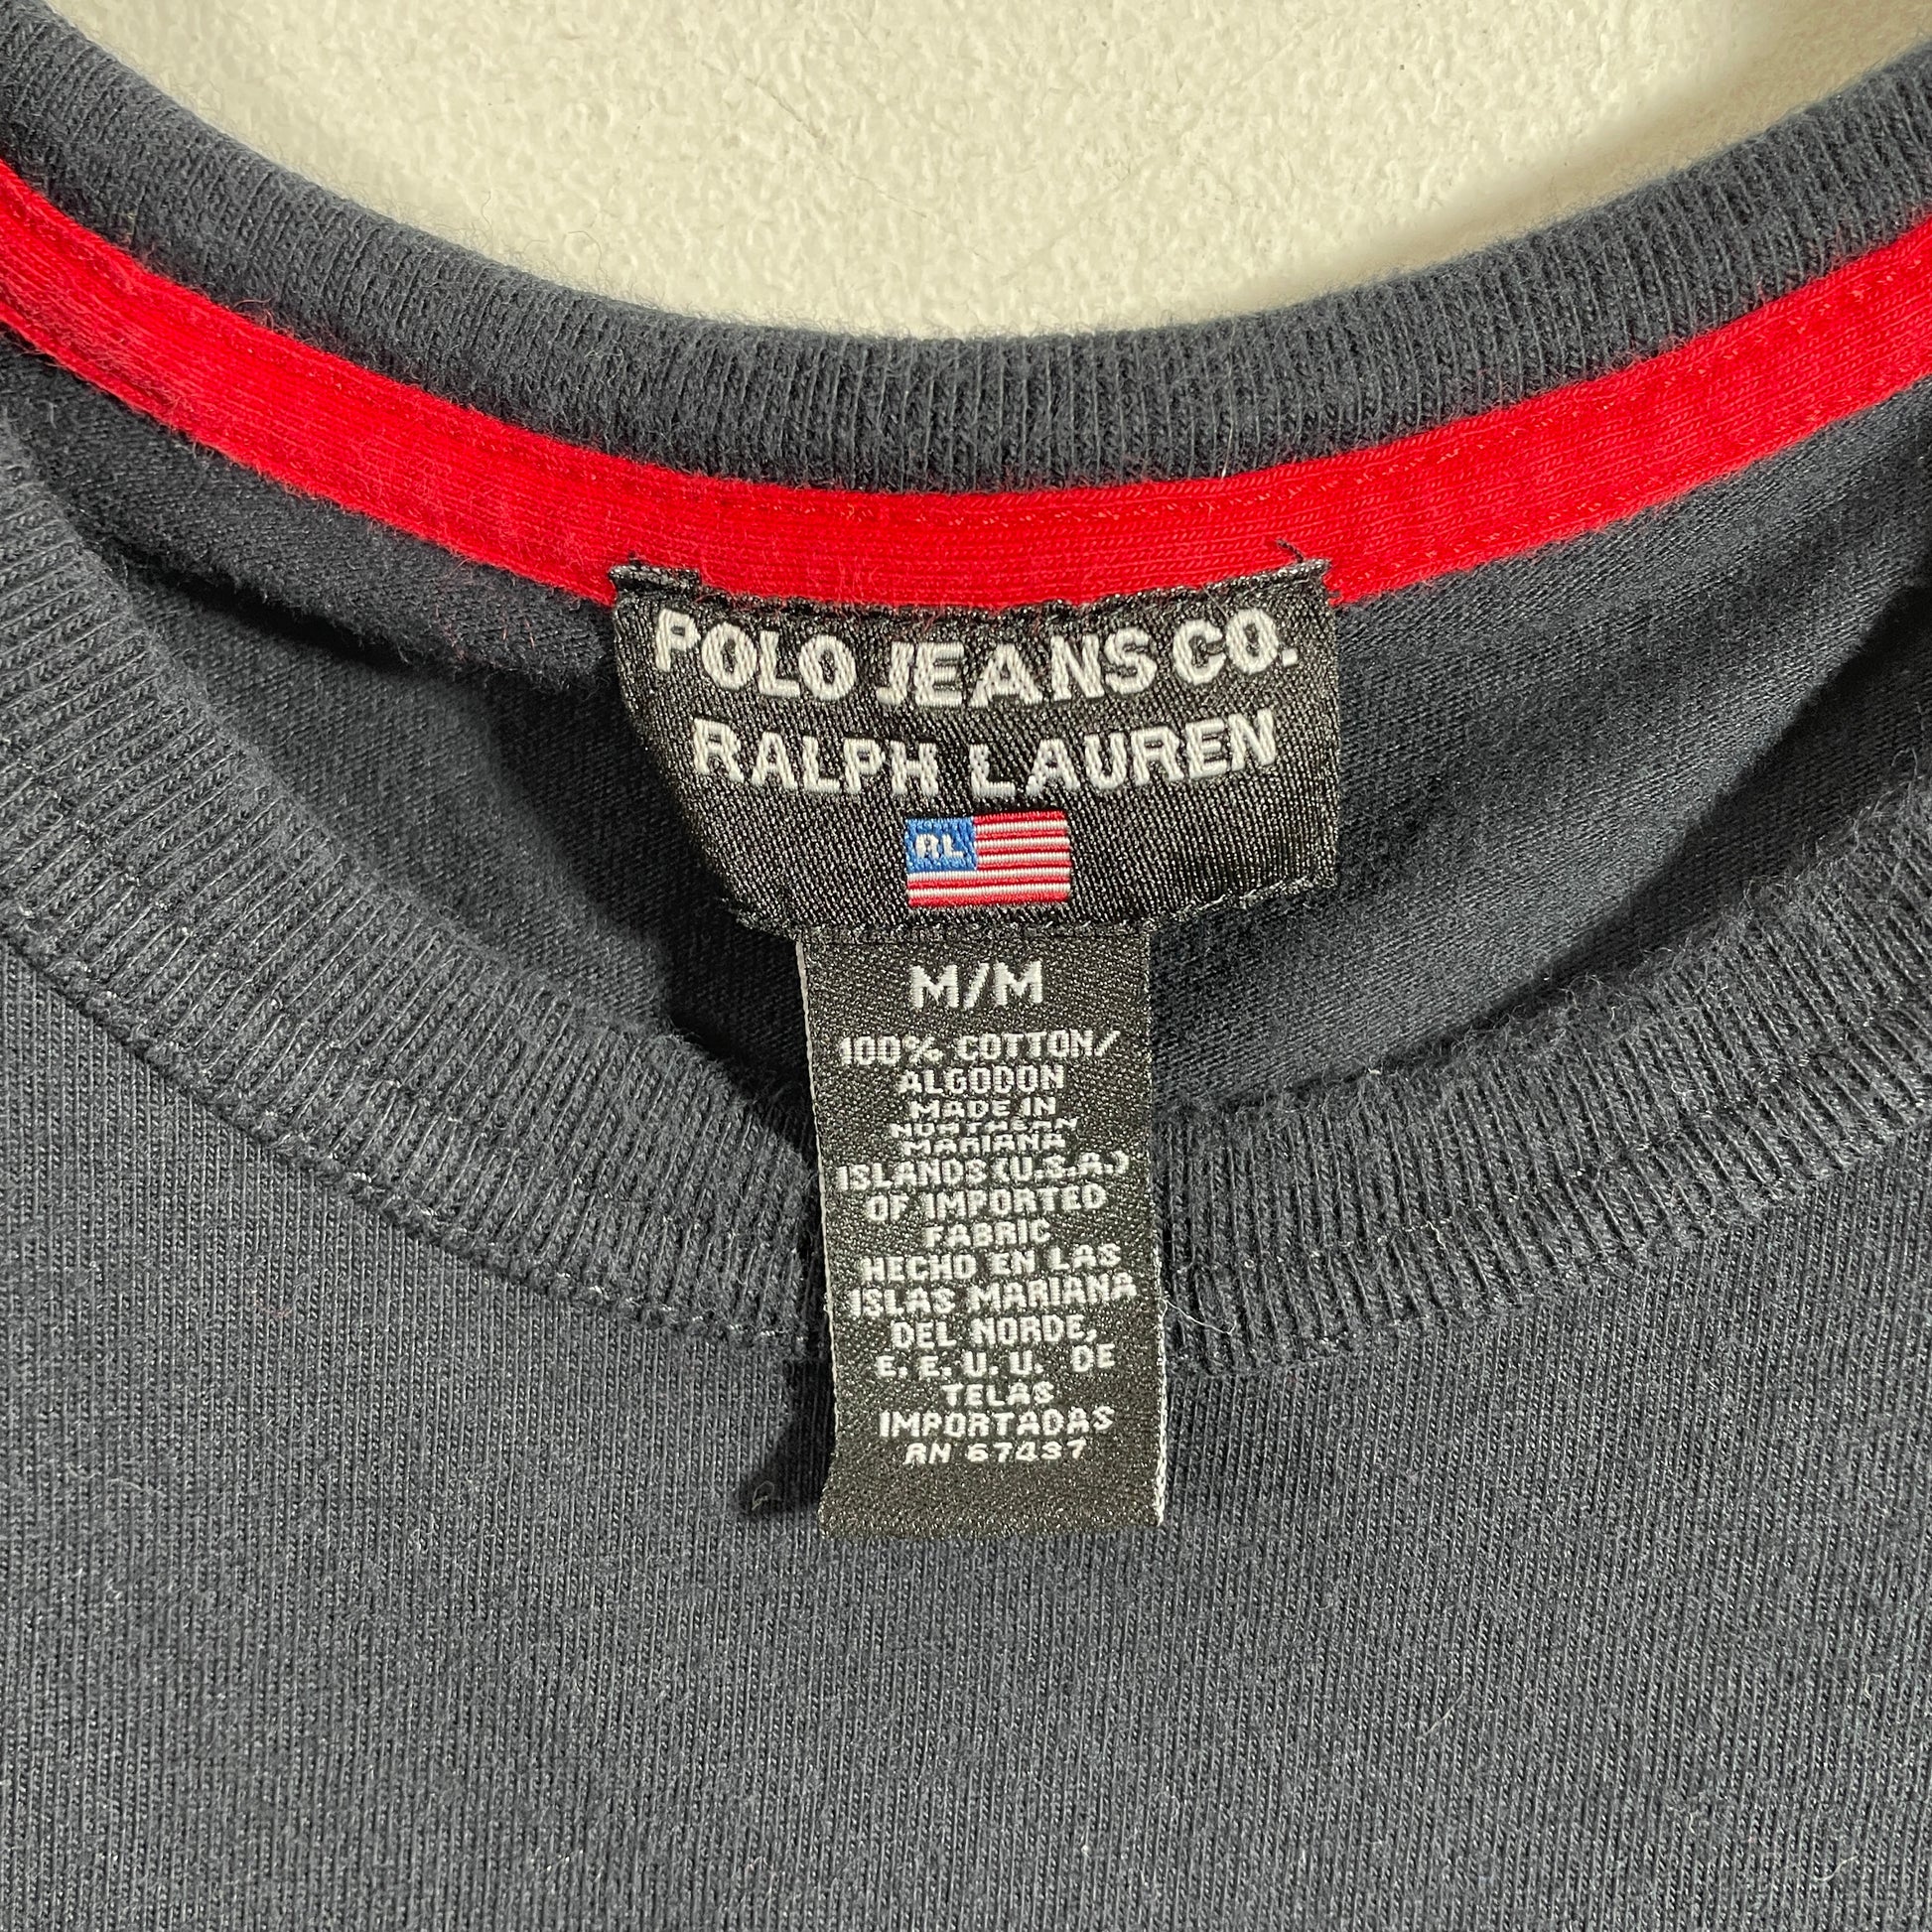 POLO JEANS CO.
RALPH LAUREN
RL
M/M
100% COTTON/
ALGODON
MADE IN
NORTHERN
MARIANA
ISLANDS (U.S.A.)
OF IMPORTED
FABRIC
HECHO EN LAS
ISLAS MARIANA
DEL NORDE,
E. E. U. U. DE
TELAS
IMPORTADAS
RN 67437